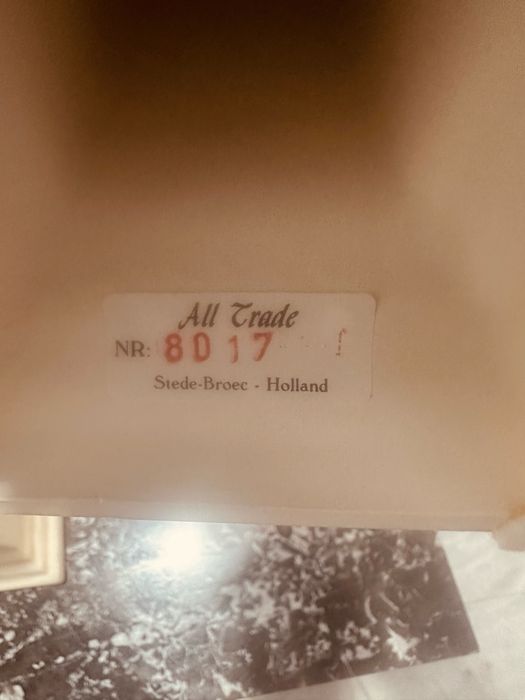 All Trade
NR: 8017
Stede-Broec - Holland